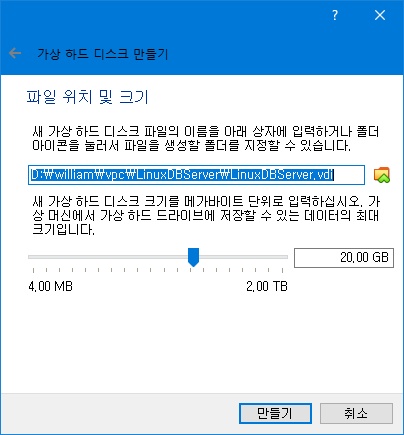 ?
가상 하드 디스크 만들기
파일 위치 및 크기
새 가상 하드 디스크 파일의 이름을 아래 상자에 입력하거나 폴더
아이콘을 눌러서 파일을 생성할 폴더를 지정할 수 있습니다.
D:₩william₩vpc₩LinuxDBServer₩LinuxDBServer.vdi
새 가상 하드 디스크 크기를 메가바이트 단위로 입력하십시오. 가
상 머신에서 가상 하드 드라이브에 저장할 수 있는 데이터의 최대
크기입니다.
20,00 GB
4,00 MB 2,00 TB
만들기 취소